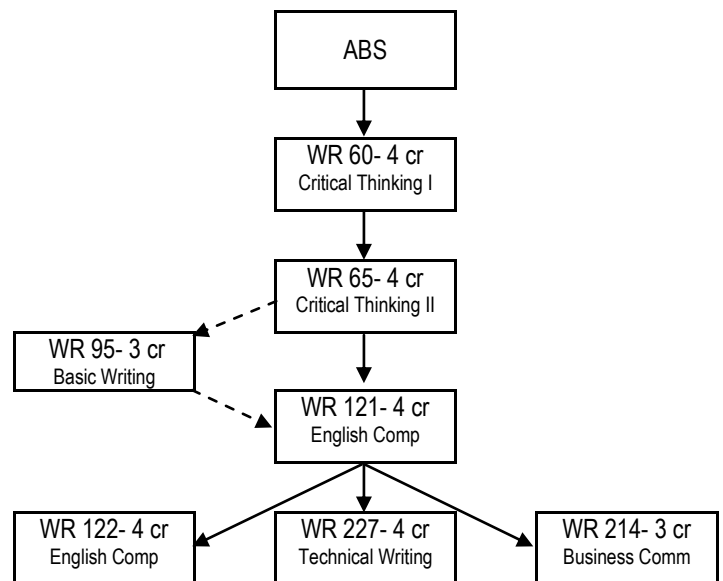 ABS
WR 60- 4 cr
Critical Thinking I
WR 65- 4 cr
Critical Thinking II
WR 95- 3 cr
Basic Writing
WR 121- 4 cr
English Comp
WR 122- 4 cr
English Comp
WR 227- 4 cr
Technical Writing
WR 214- 3 cr
Business Comm